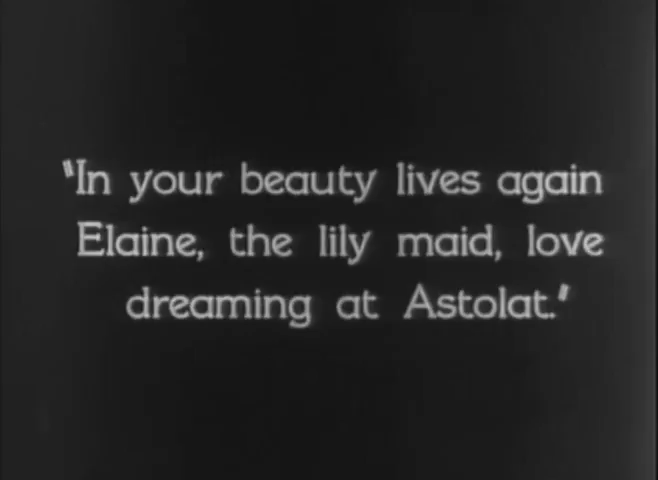 "In your beauty lives again
Elaine, the lily maid, love
dreaming at Astolat."